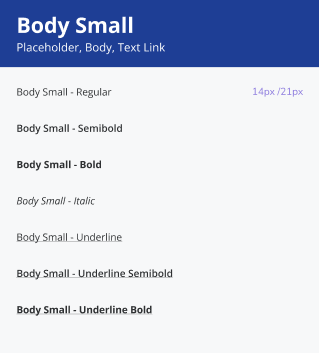 Body Small
Placeholder, Body, Text Link
Body Small - Regular 14px /21px
Body Small - Semibold
Body Small - Bold
Body Small - Italic
Body Small - Underline
Body Small - Underline Semibold
Body Small - Underline Bold